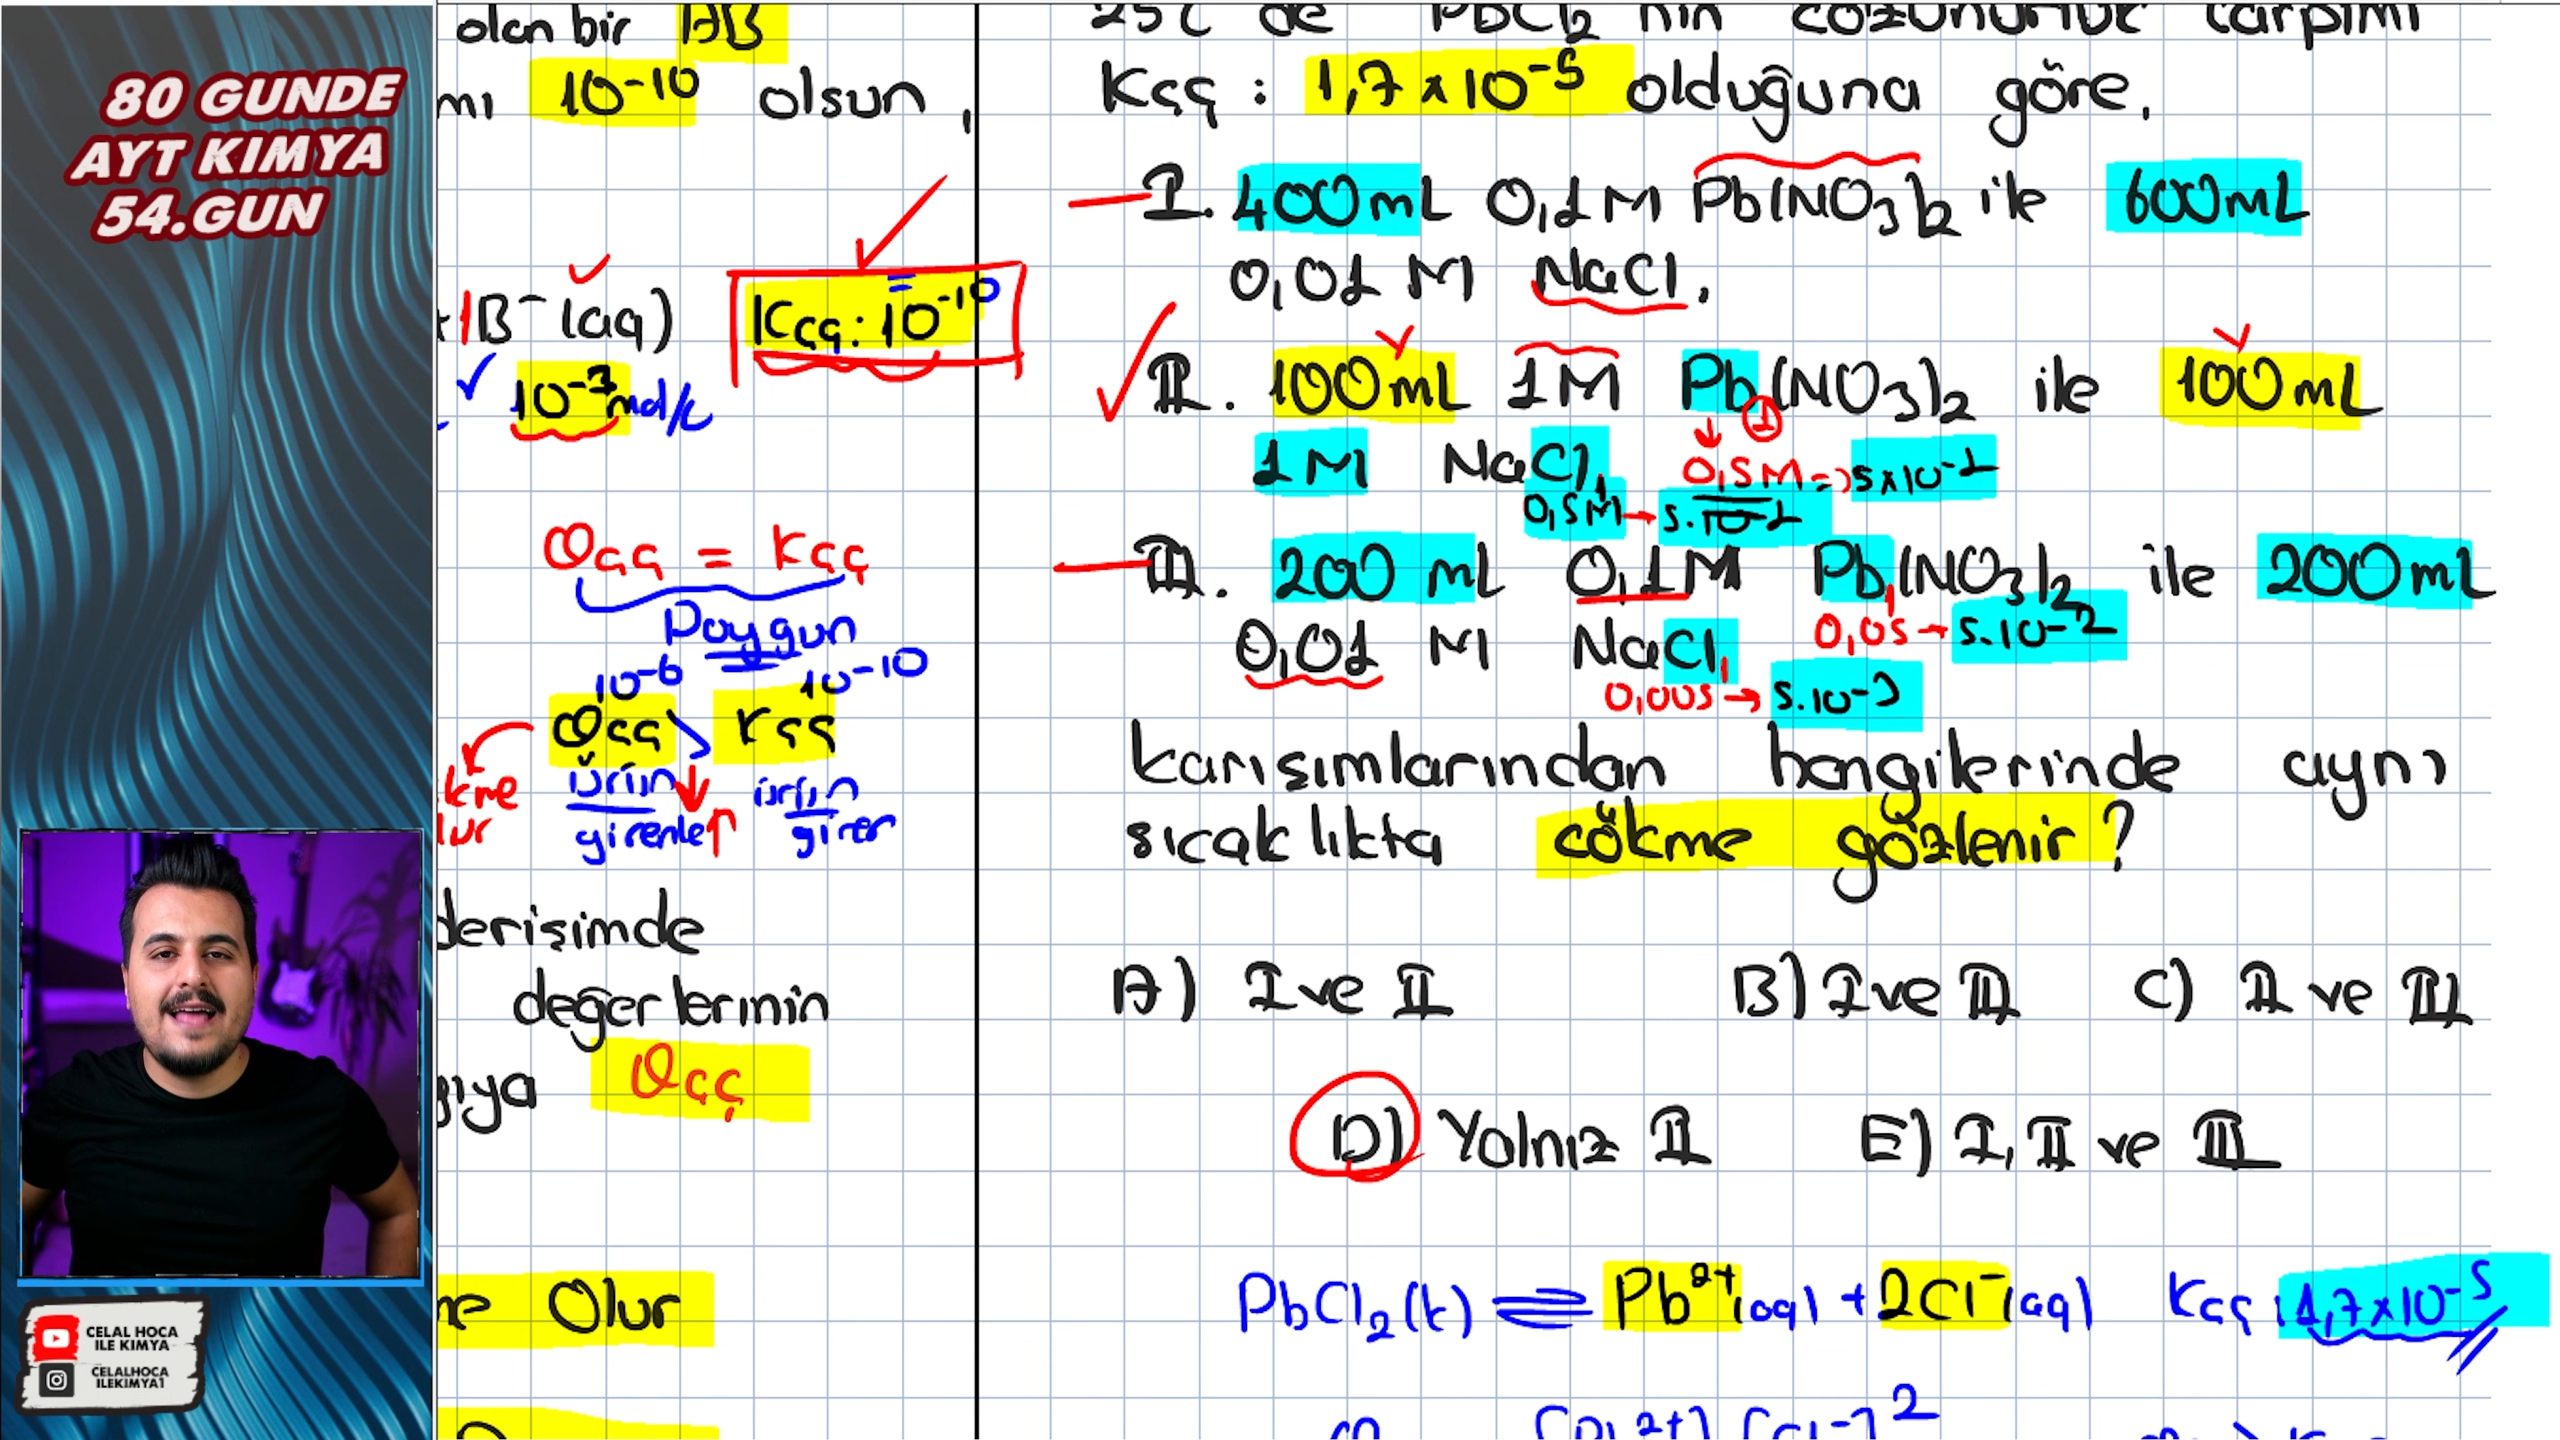 80 GUNDE
AYT KIMYA
54.GUN
olan bir AB
mı 10-10 olsun,
B- (aq)
Kçç: 10-10
10-7 mol/L
Qçç = Kçç
Doygun
10-6 10-10
Qçç > Kçç
ürün ürün
girenler girer
derişimde
değerlerinin
Qçç
Olur
25C de PbCl2 nin çözünürlük çarpımı
Kçç : 1,7x10-5 olduğuna göre,
I. 400mL 0,1M Pb(NO3)2 ile 600mL
0,01 M NaCl,
II. 100mL 1M Pb(NO3)2 ile 100mL
1
1M NaCl,
0,5M => 5x10-1
0,5M → 5.10-1
III. 200 mL 0,1M Pb(NO3)2 ile 200mL
0,05 → 5.10-2
0,01 M NaCl,
0,005 → 5.10-3
karışımlarından hangilerinde aynı
sıcaklıkta çökme gözlenir?
A) I ve II B) I ve III C) II ve III
D) Yalnız II E) I, II ve III
PbCl2(k) ⇌ Pb2+(aq) + 2Cl-(aq) Kçç: 1,7x10-5
CELAL HOCA
ILE KIMYA
CELALHOCA
ILEKIMYA1